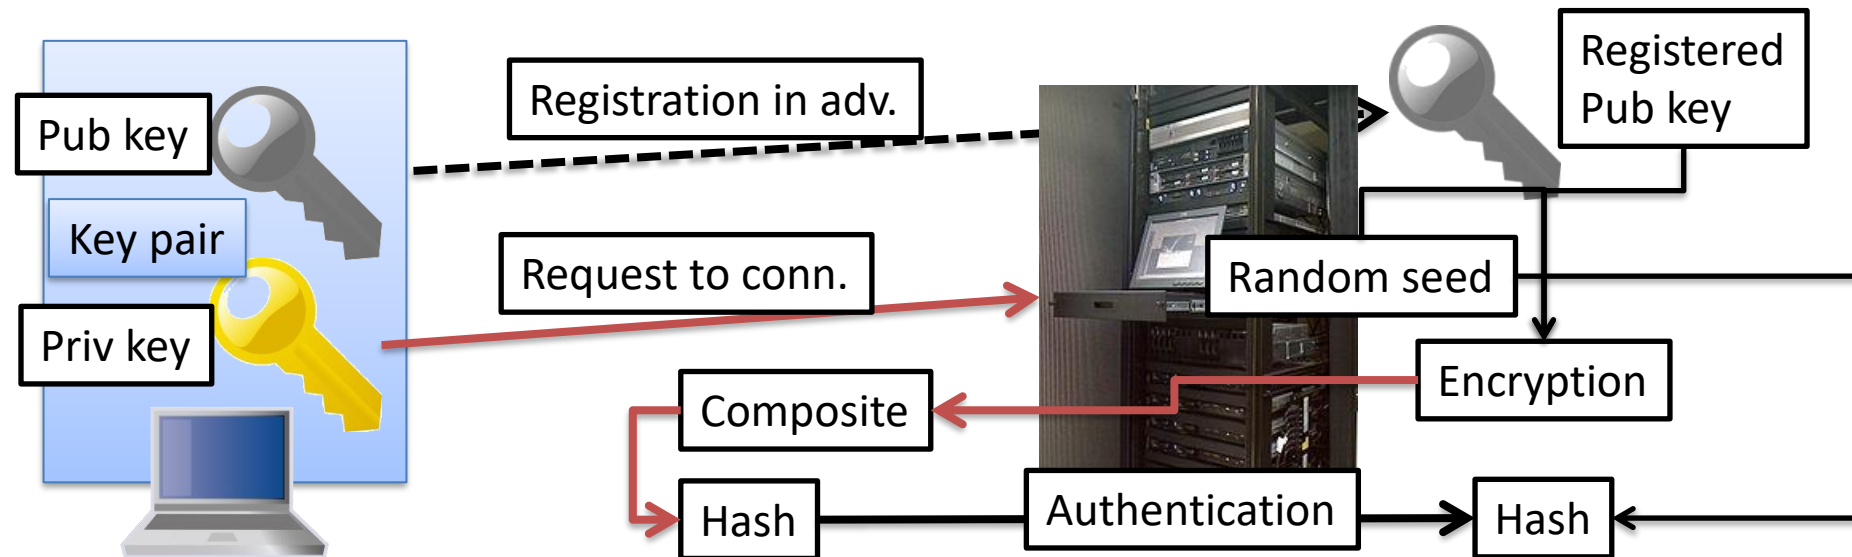 Registered
Pub key
Registration in adv.
Pub key
Key pair
Request to conn.
Random seed
Priv key
Encryption
Composite
Hash
Authentication
Hash